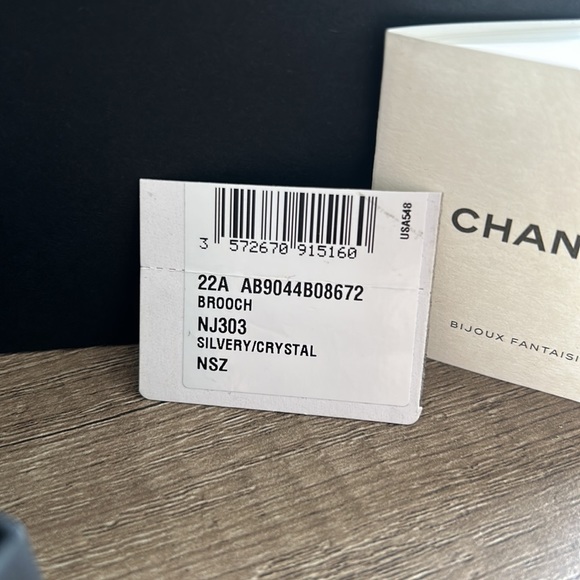 3 572670 915160
USA548
22A AB9044B08672
BROOCH
NJ303
SILVERY/CRYSTAL
NSZ
CHAN
BIJOUX FANTAISI